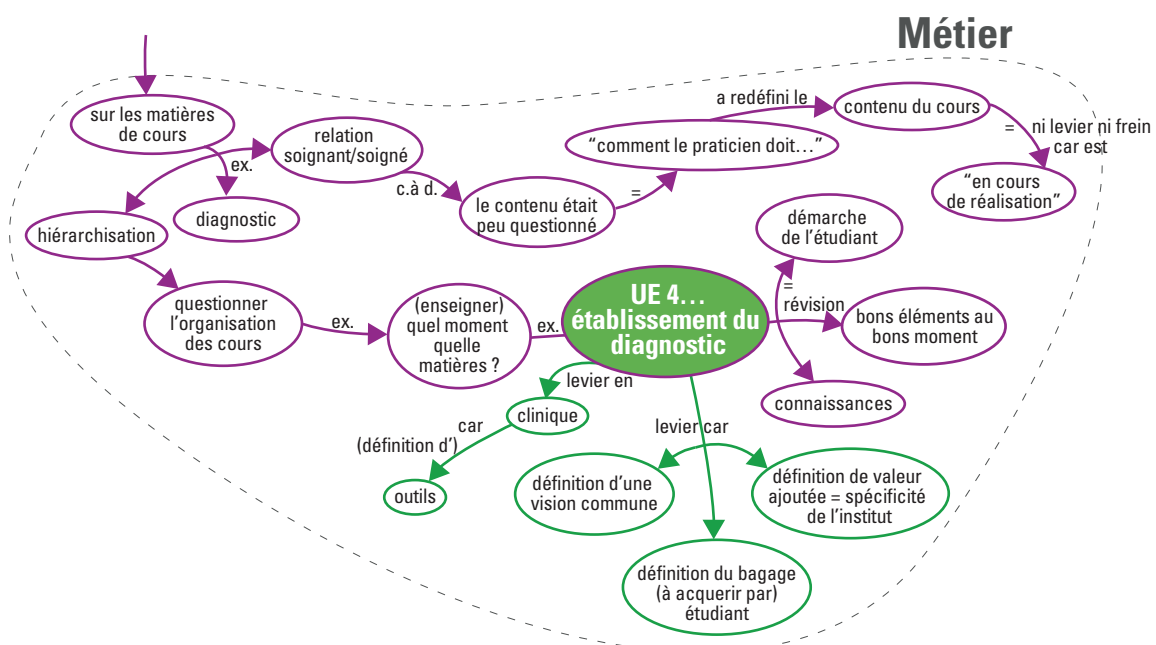 Métier
sur les matières
de cours
ex.
diagnostic
relation
soignant/soigné
c.à d.
le contenu était
peu questionné
=
“comment le praticien doit…”
a redéfini le
contenu du cours
=
ni levier ni frein
car est
“en cours
de réalisation”
hiérarchisation
questionner
l’organisation
des cours
ex.
(enseigner)
quel moment
quelle
matières ?
ex.
UE 4…
établissement du
diagnostic
démarche
de l’étudiant
=
révision
bons éléments au
bons moment
connaissances
levier en
clinique
car
(définition d’)
outils
levier car
définition d’une
vision commune
définition de valeur
ajoutée = spécificité
de l’institut
définition du bagage
(à acquerir par)
étudiant